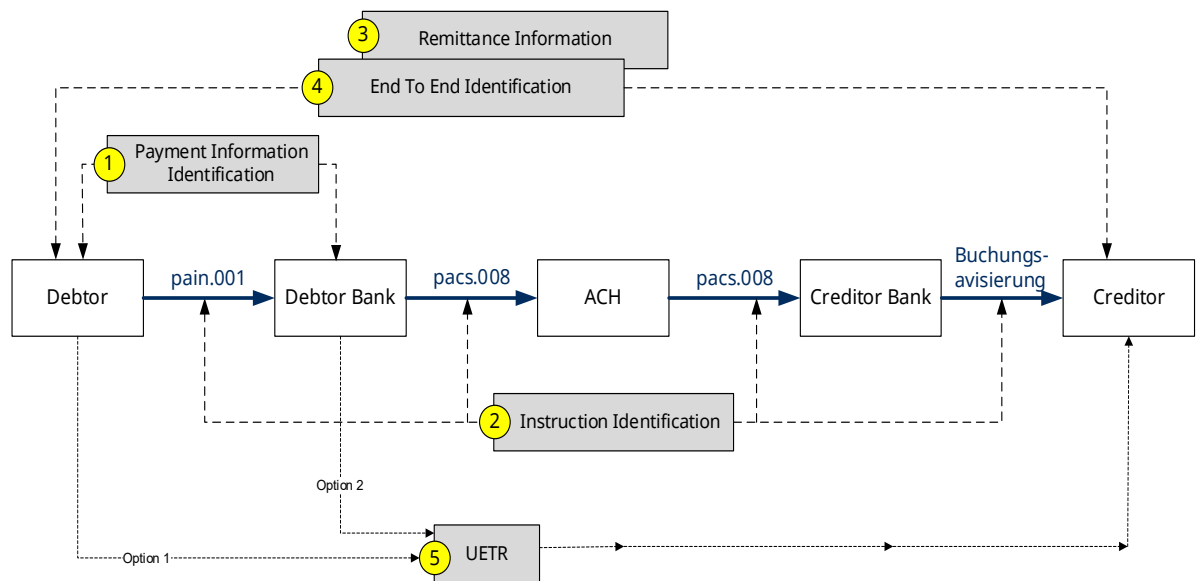 3
Remittance Information
4
End To End Identification
1
Payment Information
Identification
Debtor
pain.001
Debtor Bank
pacs.008
ACH
pacs.008
Creditor Bank
Buchungs-
avisierung
Creditor
2
Instruction Identification
Option 2
Option 1
5
UETR